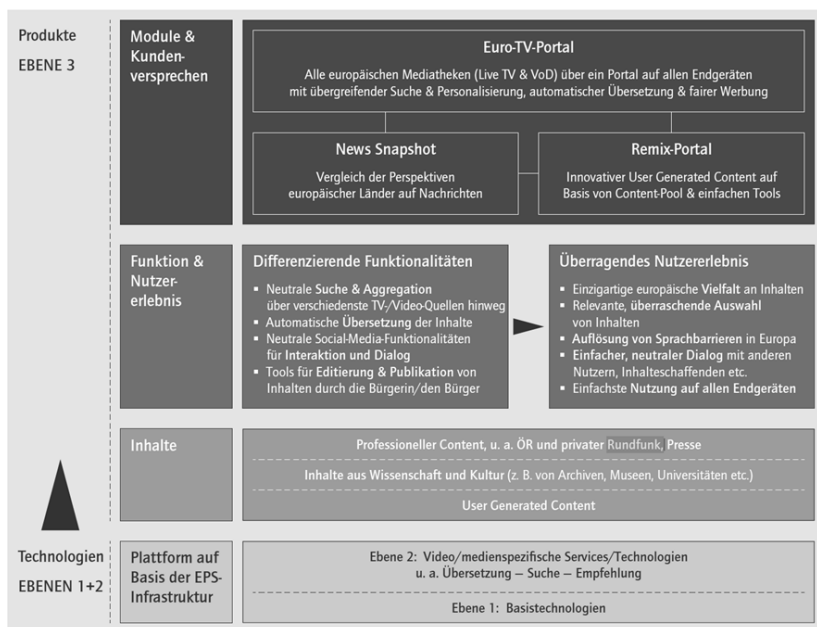 Produkte
EBENE 3
Module &
Kunden-
versprechen
Euro-TV-Portal
Alle europäischen Mediatheken (Live TV & VoD) über ein Portal auf allen Endgeräten
mit übergreifender Suche & Personalisierung, automatischer Übersetzung & fairer Werbung
News Snapshot
Vergleich der Perspektiven
europäischer Länder auf Nachrichten
Remix-Portal
Innovativer User Generated Content auf
Basis von Content-Pool & einfachen Tools
Funktion &
Nutzer-
erlebnis
Differenzierende Funktionalitäten
▪ Neutrale Suche & Aggregation
über verschiedenste TV-/Video-Quellen hinweg
▪ Automatische Übersetzung der Inhalte
▪ Neutrale Social-Media-Funktionalitäten
für Interaktion und Dialog
▪ Tools für Editierung & Publikation von
Inhalten durch die Bürgerin/den Bürger
Überragendes Nutzererlebnis
▪ Einzigartige europäische Vielfalt an Inhalten
▪ Relevante, überraschende Auswahl
von Inhalten
▪ Auflösung von Sprachbarrieren in Europa
▪ Einfacher, neutraler Dialog mit anderen
Nutzern, Inhalteschaffenden etc.
▪ Einfachste Nutzung auf allen Endgeräten
Inhalte
Professioneller Content, u. a. ÖR und privater Rundfunk, Presse
Inhalte aus Wissenschaft und Kultur (z. B. von Archiven, Museen, Universitäten etc.)
User Generated Content
Technologien
EBENEN 1+2
Plattform auf
Basis der EPS-
Infrastruktur
Ebene 2: Video/medienspezifische Services/Technologien
u. a. Übersetzung – Suche – Empfehlung
Ebene 1: Basistechnologien